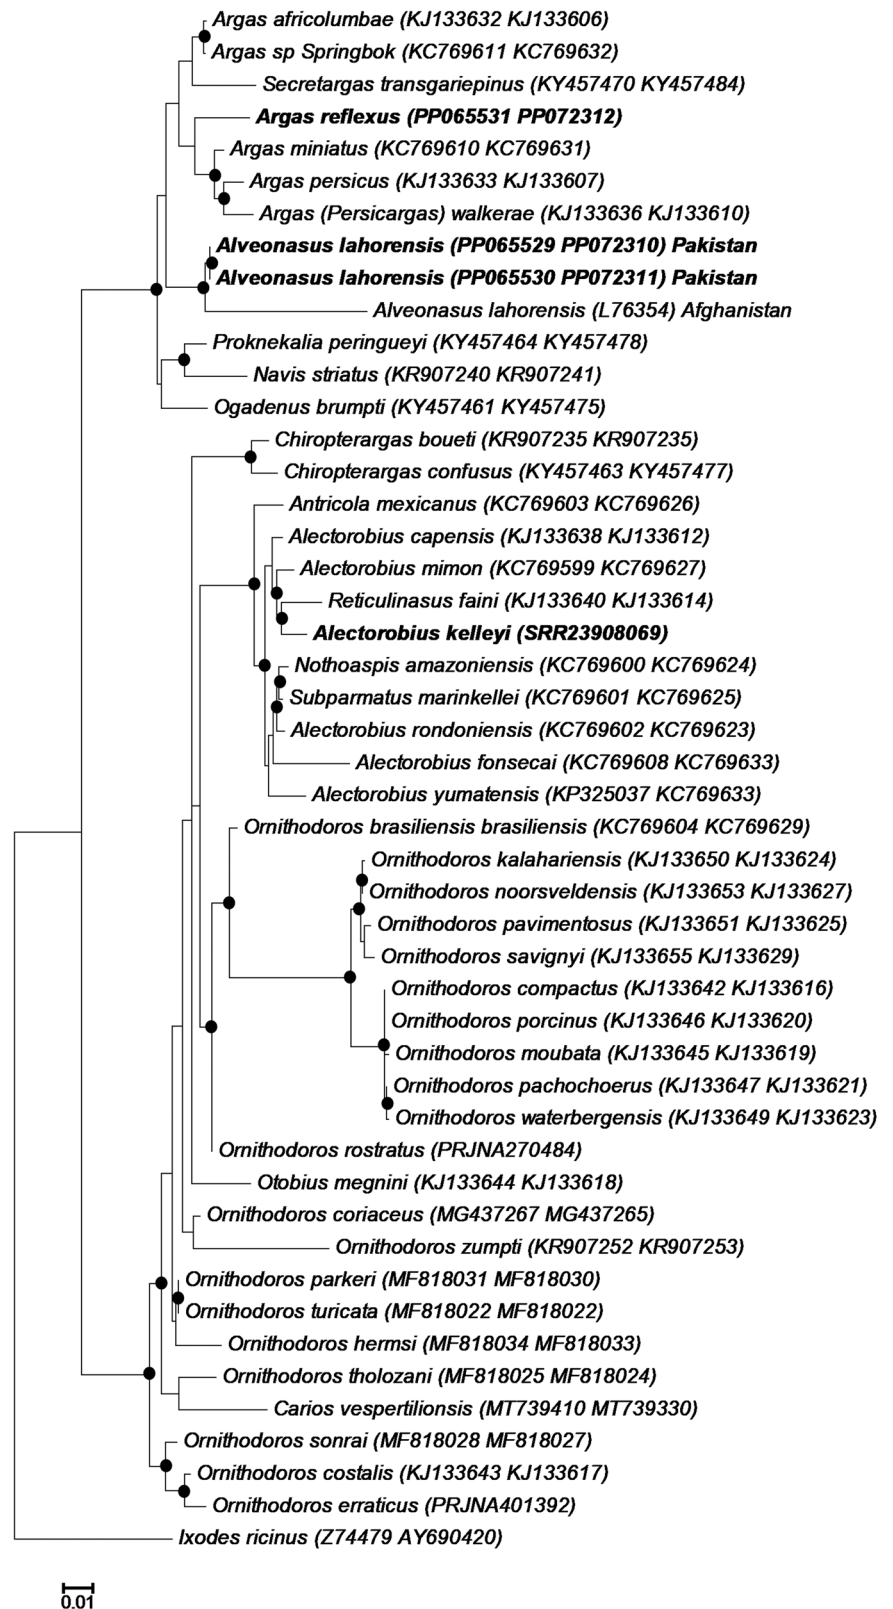 Argas africolumbae (KJ133632 KJ133606)
Argas sp Springbok (KC769611 KC769632)
Secretargas transgariepinus (KY457470 KY457484)
Argas reflexus (PP065531 PP072312)
Argas miniatus (KC769610 KC769631)
Argas persicus (KJ133633 KJ133607)
Argas (Persicargas) walkerae (KJ133636 KJ133610)
Alveonasus lahorensis (PP065529 PP072310) Pakistan
Alveonasus lahorensis (PP065530 PP072311) Pakistan
Alveonasus lahorensis (L76354) Afghanistan
Proknekalia peringueyi (KY457464 KY457478)
Navis striatus (KR907240 KR907241)
Ogadenus brumpti (KY457461 KY457475)
Chiropterargas boueti (KR907235 KR907235)
Chiropterargas confusus (KY457463 KY457477)
Antricola mexicanus (KC769603 KC769626)
Alectorobius capensis (KJ133638 KJ133612)
Alectorobius mimon (KC769599 KC769627)
Reticulinasus faini (KJ133640 KJ133614)
Alectorobius kelleyi (SRR23908069)
Nothoaspis amazoniensis (KC769600 KC769624)
Subparmatus marinkellei (KC769601 KC769625)
Alectorobius rondoniensis (KC769602 KC769623)
Alectorobius fonsecai (KC769608 KC769633)
Alectorobius yumatensis (KP325037 KC769633)
Ornithodoros brasiliensis brasiliensis (KC769604 KC769629)
Ornithodoros kalahariensis (KJ133650 KJ133624)
Ornithodoros noorsveldensis (KJ133653 KJ133627)
Ornithodoros pavimentosus (KJ133651 KJ133625)
Ornithodoros savignyi (KJ133655 KJ133629)
Ornithodoros compactus (KJ133642 KJ133616)
Ornithodoros porcinus (KJ133646 KJ133620)
Ornithodoros moubata (KJ133645 KJ133619)
Ornithodoros pachochoerus (KJ133647 KJ133621)
Ornithodoros waterbergensis (KJ133649 KJ133623)
Ornithodoros rostratus (PRJNA270484)
Otobius megnini (KJ133644 KJ133618)
Ornithodoros coriaceus (MG437267 MG437265)
Ornithodoros zumpti (KR907252 KR907253)
Ornithodoros parkeri (MF818031 MF818030)
Ornithodoros turicata (MF818022 MF818022)
Ornithodoros hermsi (MF818034 MF818033)
Ornithodoros tholozani (MF818025 MF818024)
Carios vespertilionsis (MT739410 MT739330)
Ornithodoros sonrai (MF818028 MF818027)
Ornithodoros costalis (KJ133643 KJ133617)
Ornithodoros erraticus (PRJNA401392)
Ixodes ricinus (Z74479 AY690420)
0.01